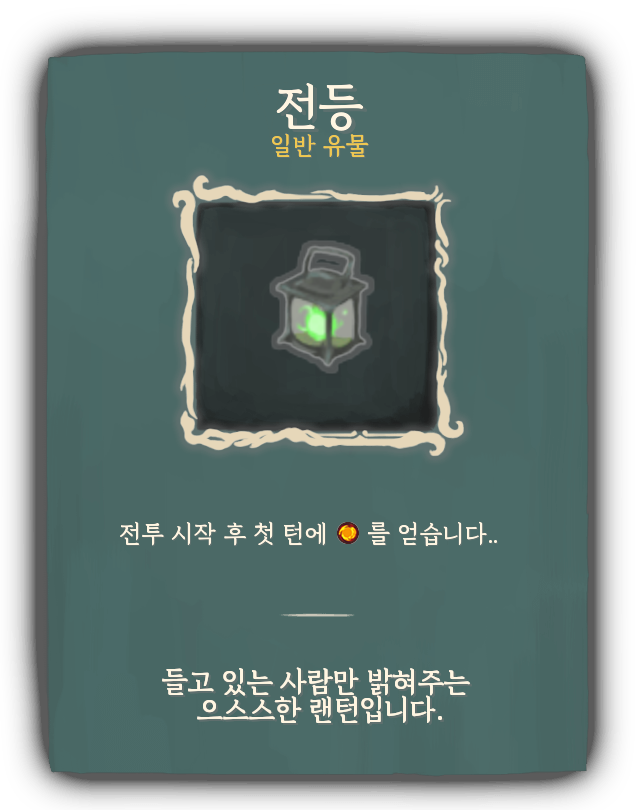 전등
일반 유물
전투 시작 후 첫 턴에 를 얻습니다..
들고 있는 사람만 밝혀주는
으스스한 랜턴입니다.